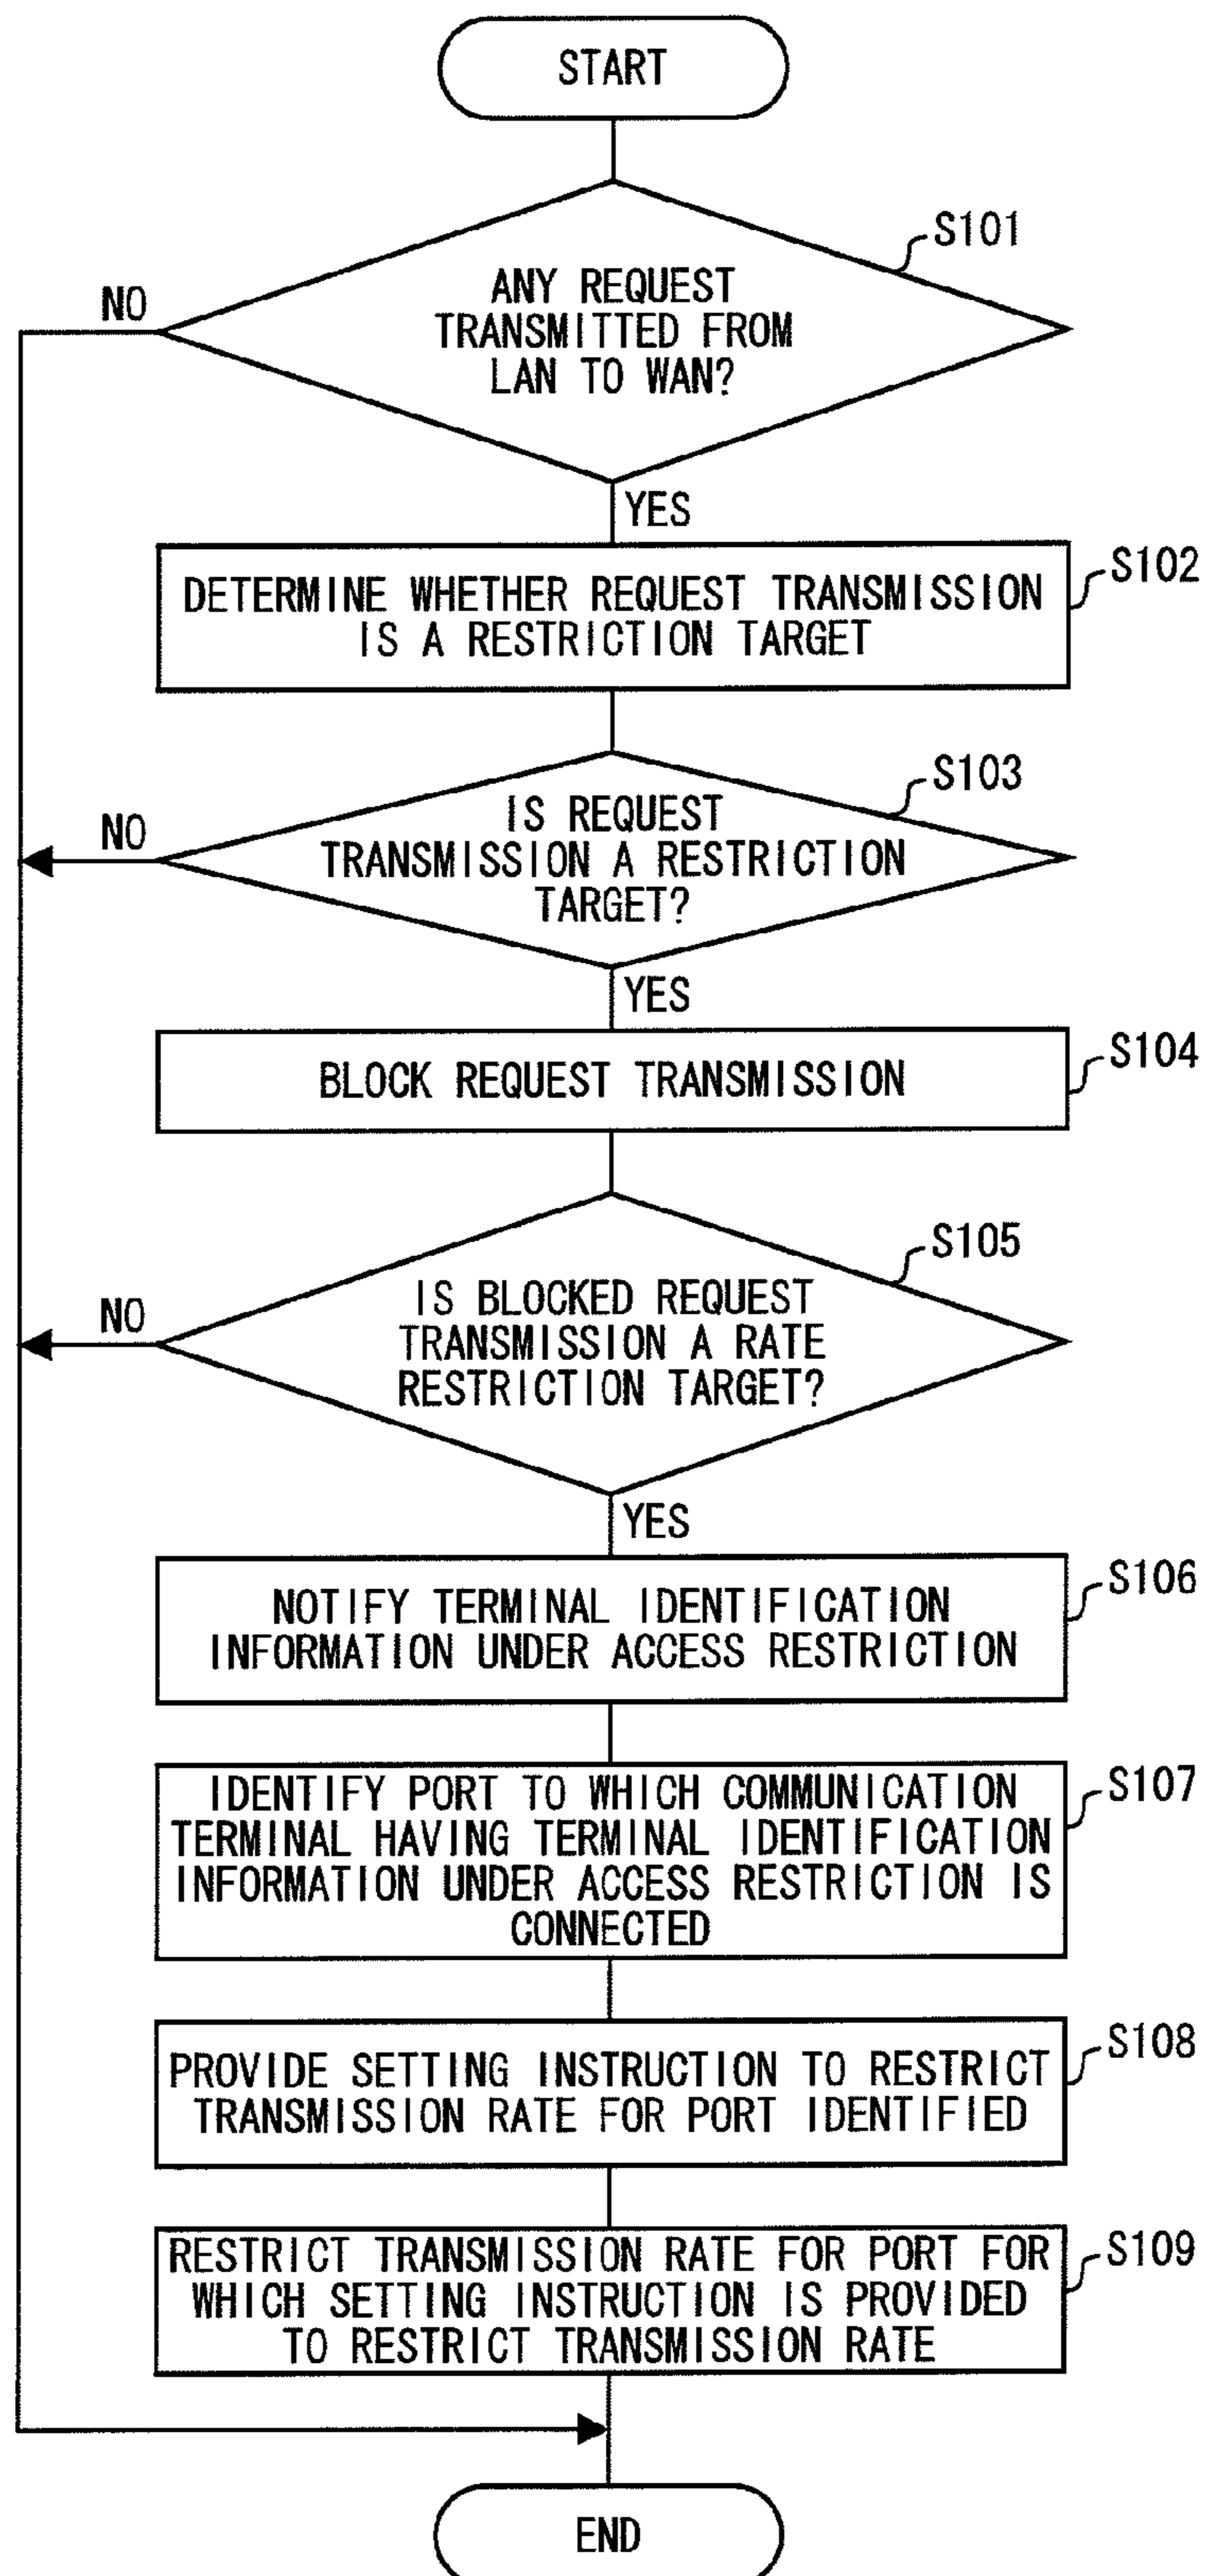 START
S101
ANY REQUEST
TRANSMITTED FROM
LAN TO WAN?
NO
YES
S102
DETERMINE WHETHER REQUEST TRANSMISSION
IS A RESTRICTION TARGET
S103
IS REQUEST
TRANSMISSION A RESTRICTION
TARGET?
NO
YES
S104
BLOCK REQUEST TRANSMISSION
S105
IS BLOCKED REQUEST
TRANSMISSION A RATE
RESTRICTION TARGET?
NO
YES
S106
NOTIFY TERMINAL IDENTIFICATION
INFORMATION UNDER ACCESS RESTRICTION
S107
IDENTIFY PORT TO WHICH COMMUNICATION
TERMINAL HAVING TERMINAL IDENTIFICATION
INFORMATION UNDER ACCESS RESTRICTION IS
CONNECTED
S108
PROVIDE SETTING INSTRUCTION TO RESTRICT
TRANSMISSION RATE FOR PORT IDENTIFIED
S109
RESTRICT TRANSMISSION RATE FOR PORT FOR
WHICH SETTING INSTRUCTION IS PROVIDED
TO RESTRICT TRANSMISSION RATE
END